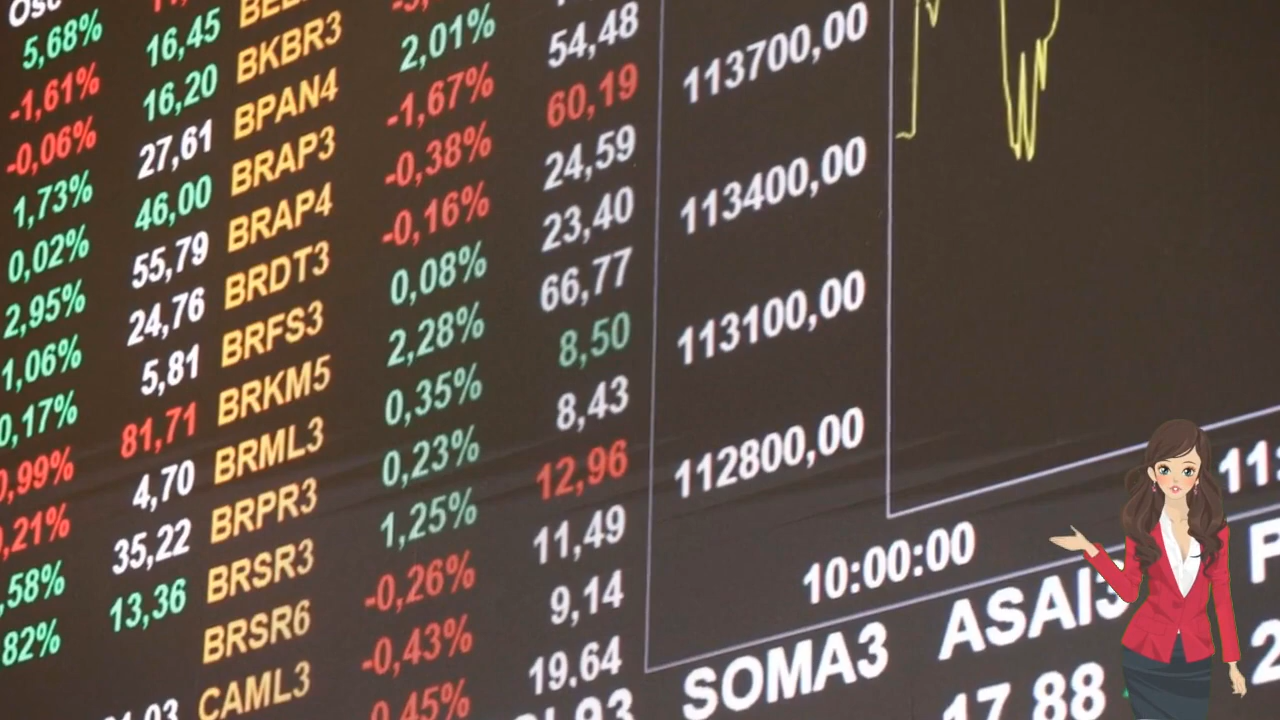 Osc
5,68% 16,45 BKBR3 2,01% 54,48 113700,00
-1,61% 16,20 BPAN4 -1,67% 60,19
-0,06% 27,61 BRAP3 -0,38% 24,59 113400,00
1,73% 46,00 BRAP4 -0,16% 23,40
0,02% 55,79 BRDT3 0,08% 66,77 113100,00
2,95% 24,76 BRFS3 2,28% 8,50
1,06% 5,81 BRKM5 0,35% 8,43 112800,00
0,17% 81,71 BRML3 0,23% 12,96
0,99% 4,70 BRPR3 1,25% 11,49
,21% 35,22 BRSR3 -0,26% 9,14 10:00:00 11:
,58% 13,36 BRSR6 -0,43% 19,64
82% CAML3 0,45%
SOMA3 ASAI3
17,88